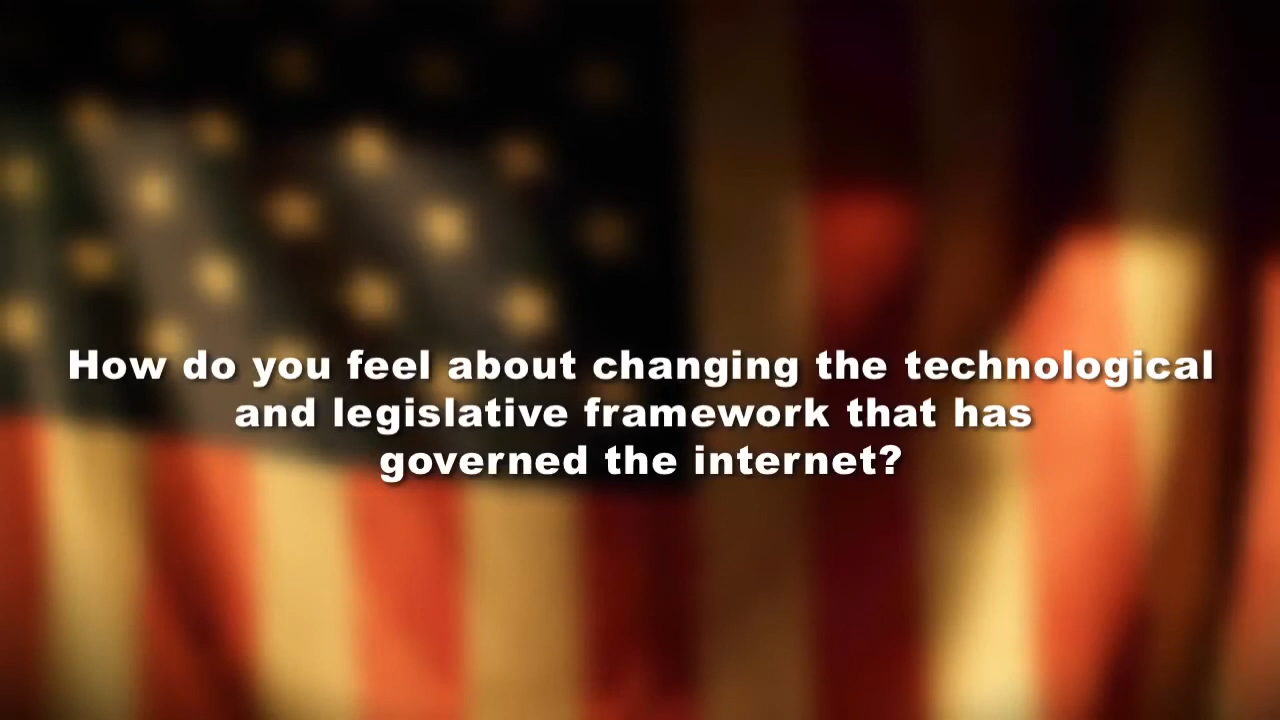 How do you feel about changing the technological
and legislative framework that has
governed the internet?